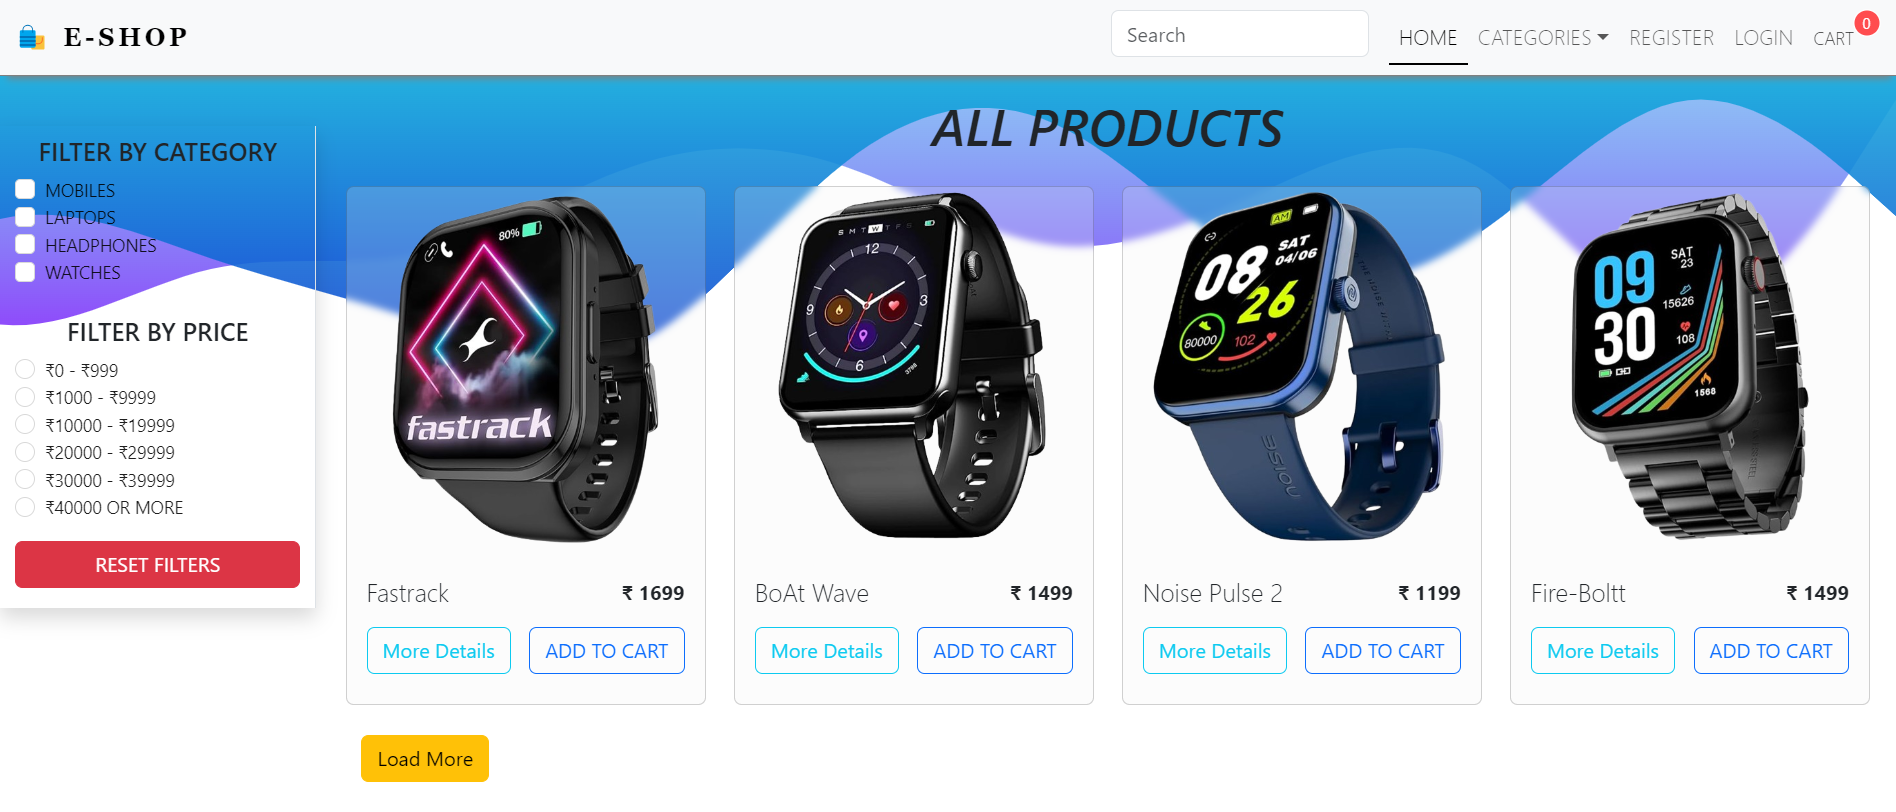 E-SHOP
Search
HOME
CATEGORIES
REGISTER
LOGIN
CART
0
ALL PRODUCTS
FILTER BY CATEGORY
MOBILES
LAPTOPS
HEADPHONES
WATCHES
FILTER BY PRICE
₹0 - ₹999
₹1000 - ₹9999
₹10000 - ₹19999
₹20000 - ₹29999
₹30000 - ₹39999
₹40000 OR MORE
RESET FILTERS
80%
fastrack
Fastrack ₹ 1699
More Details ADD TO CART
S M T W T F S
12
9 3
6
3798
BoAt Wave ₹ 1499
More Details ADD TO CART
AM
08 SAT
04/06
26
80000 102
NOISE
Noise Pulse 2 ₹ 1199
More Details ADD TO CART
09 SAT
23
15626
30
108
1568
Fire-Boltt ₹ 1499
More Details ADD TO CART
Load More